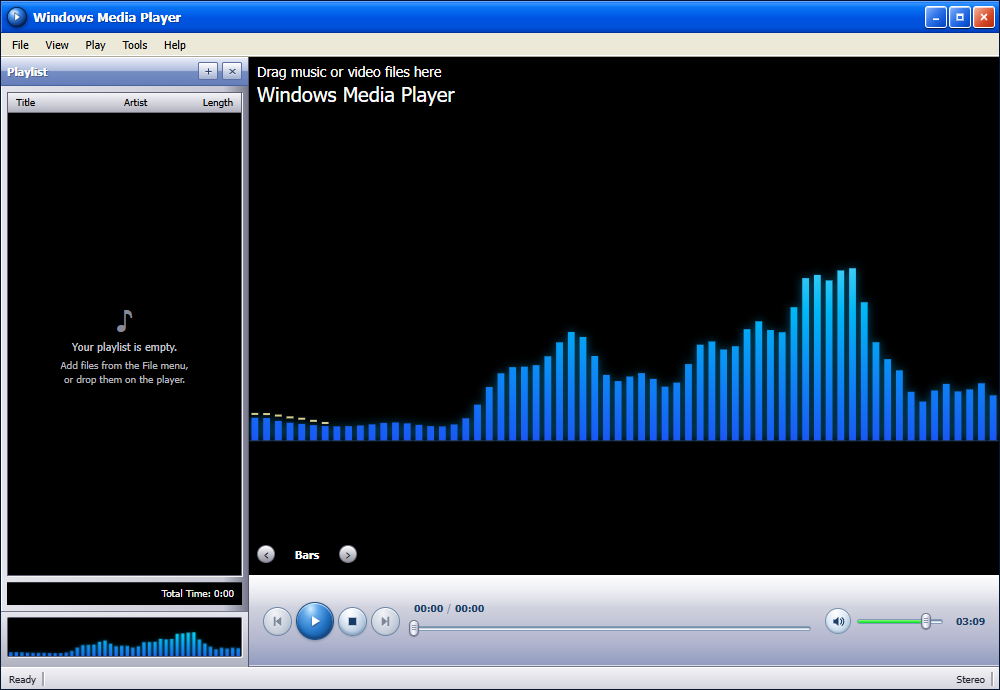 Windows Media Player
File View Play Tools Help
Playlist
Title Artist Length
Your playlist is empty.
Add files from the File menu,
or drop them on the player.
Total Time: 0:00
Drag music or video files here
Windows Media Player
Bars
00:00 / 00:00
03:09
Ready
Stereo